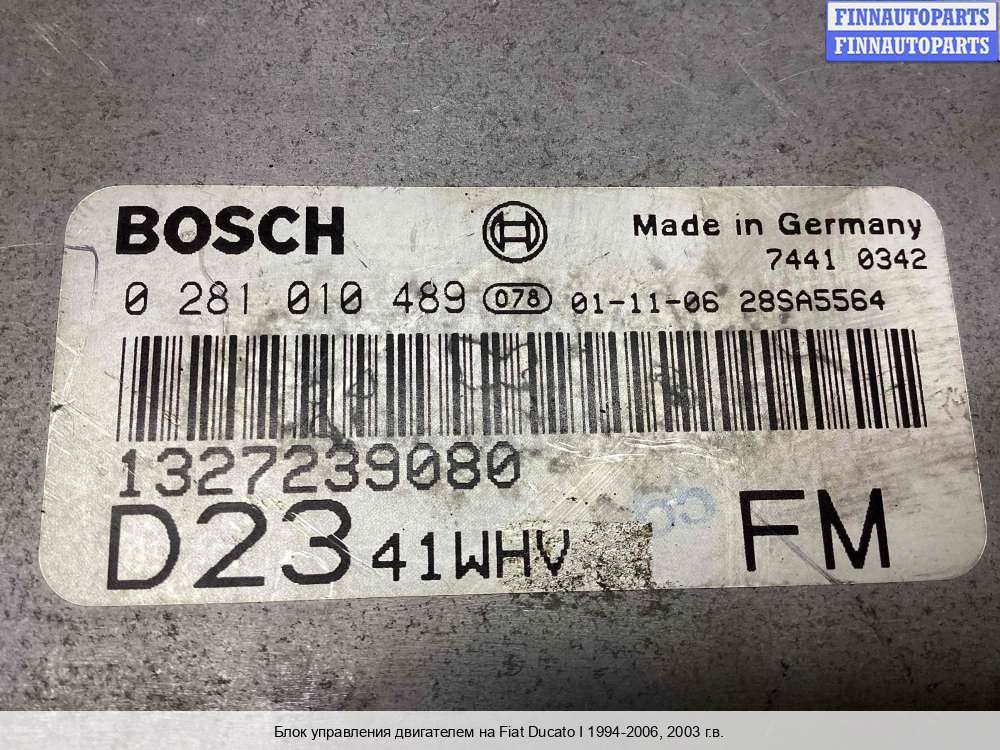 FINNAUTOPARTS
FINNAUTOPARTS
BOSCH
Made in Germany
7441 0342
0 281 010 489 078 01-11-06 28SA5564
1327239080
D23 41WHV FM
Блок управления двигателем на Fiat Ducato I 1994-2006, 2003 г.в.